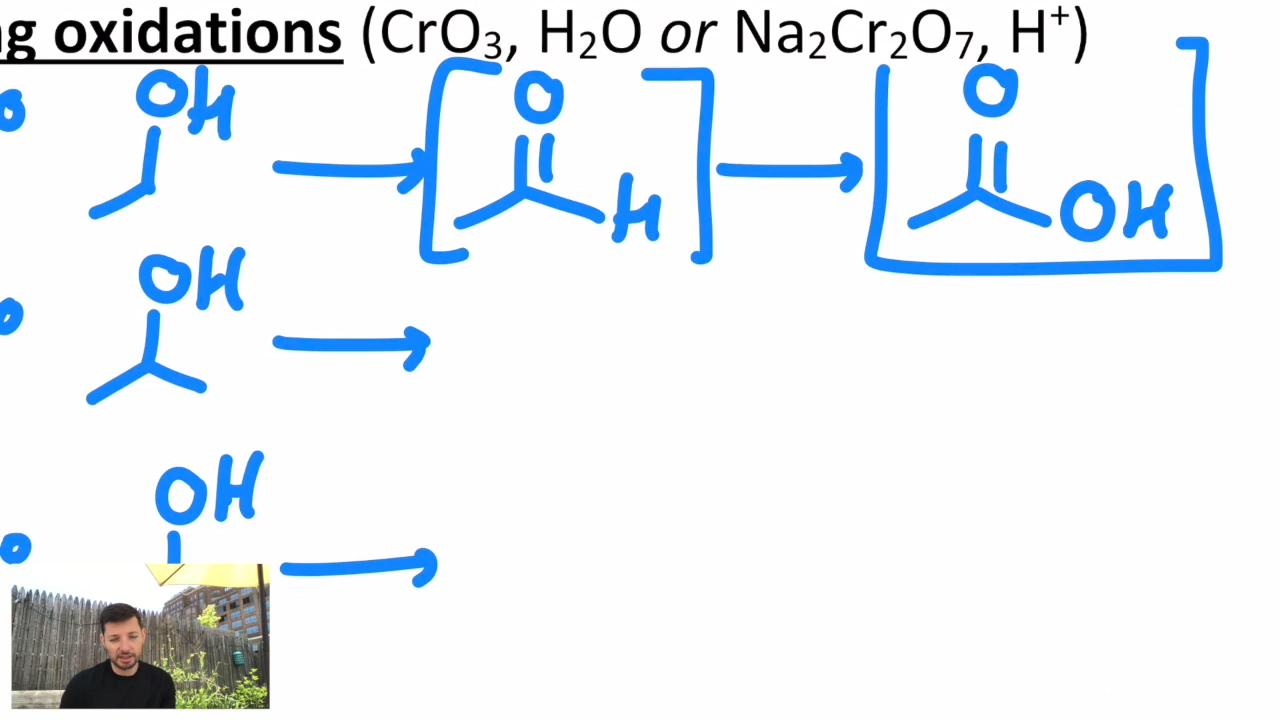 g oxidations (CrO₃, H₂O or Na₂Cr₂O₇, H⁺)
o OH O O
H OH
o OH
OH
o